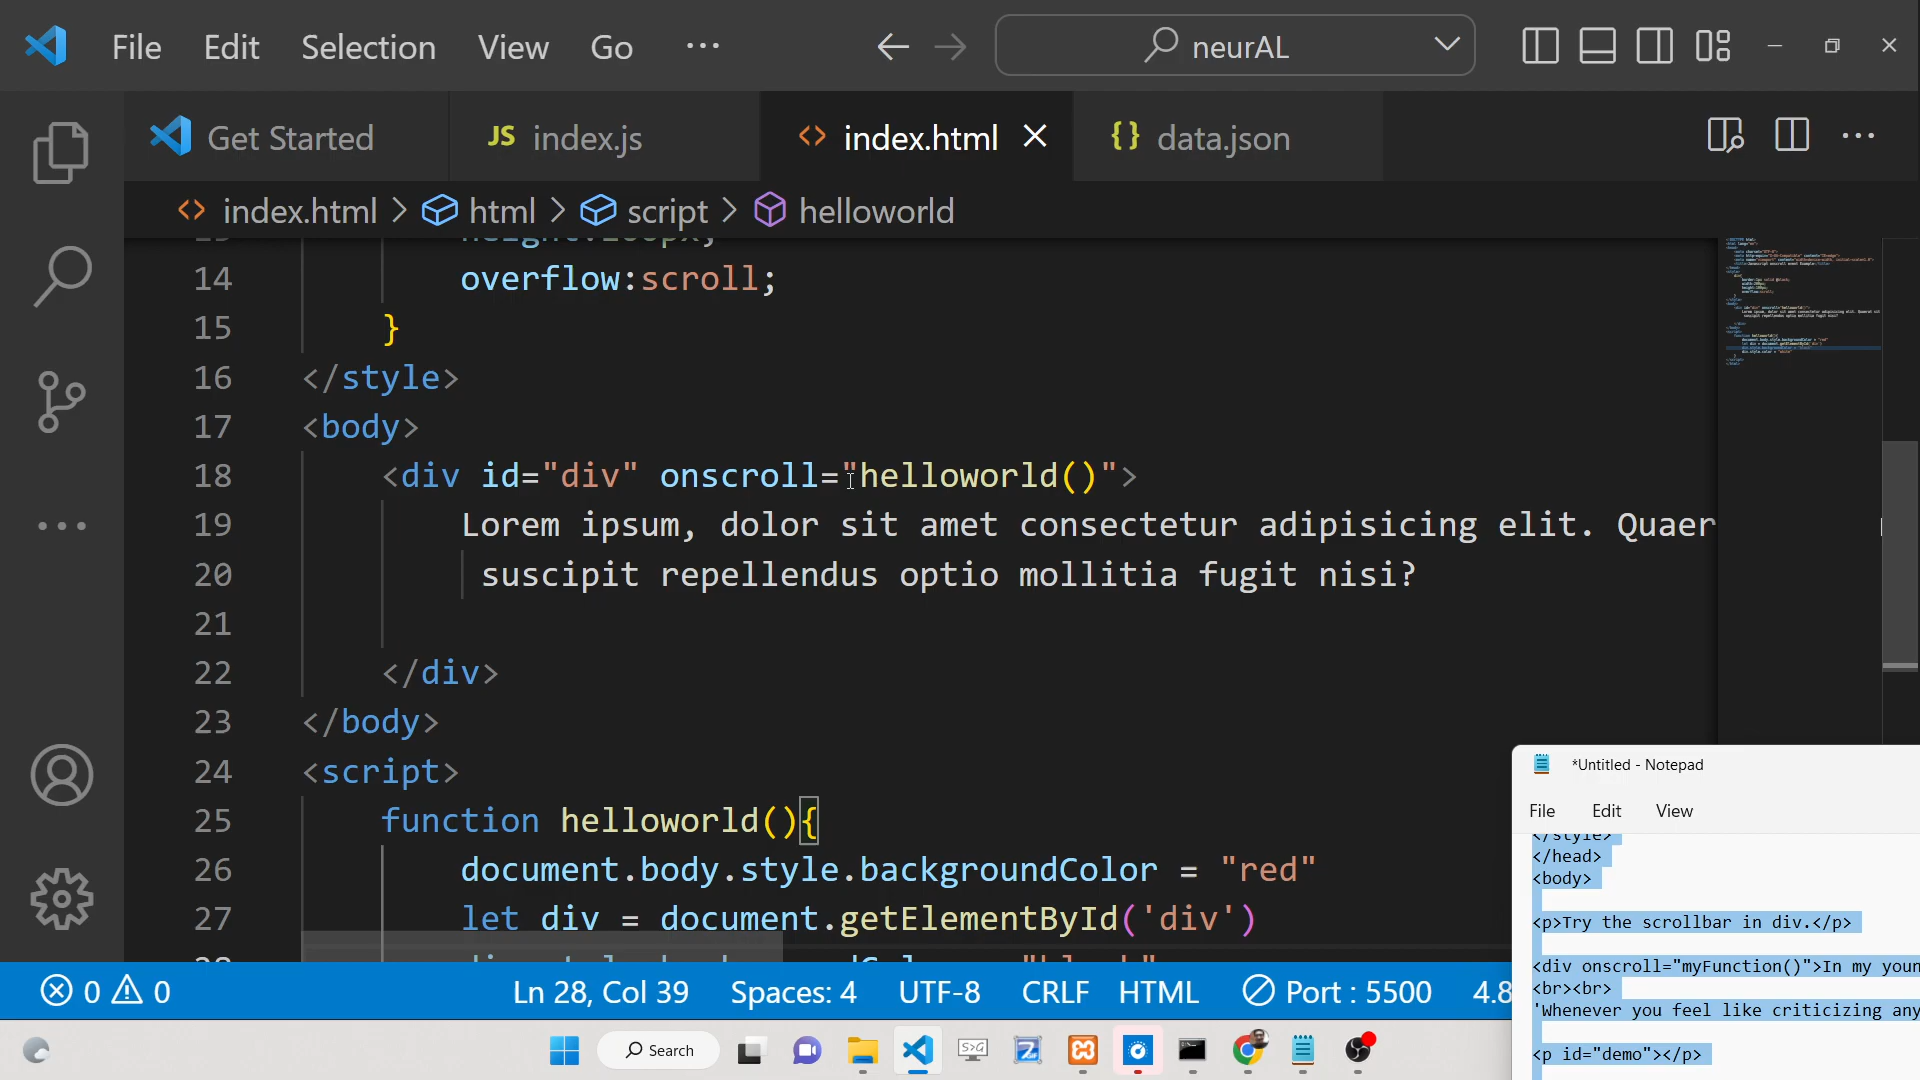 File Edit Selection View Go ··· neurAL
Get Started JS index.js <> index.html {} data.json
<> index.html > html > script > helloworld
14 overflow:scroll;
15 }
16 </style>
17 <body>
18 <div id="div" onscroll="helloworld()">
19 Lorem ipsum, dolor sit amet consectetur adipisicing elit. Quaer
20 suscipit repellendus optio mollitia fugit nisi?
21
22 </div>
23 </body>
24 <script>
25 function helloworld(){
26 document.body.style.backgroundColor = "red"
27 let div = document.getElementById('div')
0 0 Ln 28, Col 39 Spaces: 4 UTF-8 CRLF HTML Port : 5500 4.8
Search
*Untitled - Notepad
File Edit View
</style>
</head>
<body>
<p>Try the scrollbar in div.</p>
<div onscroll="myFunction()">In my youn
<br><br>
'Whenever you feel like criticizing any
<p id="demo"></p>